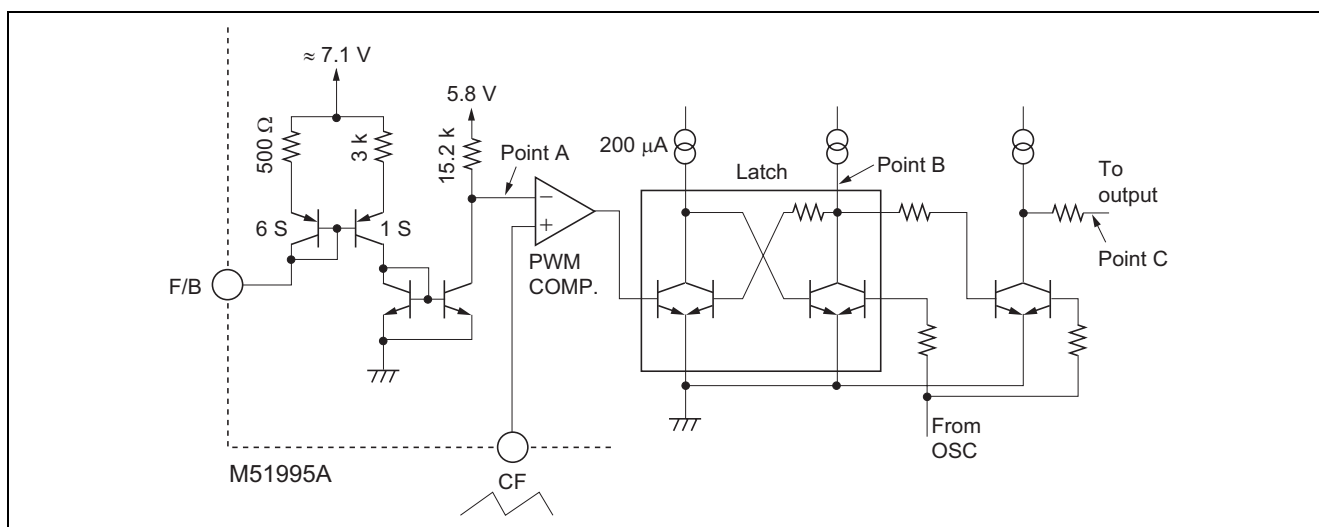 ≈ 7.1 V
5.8 V
500 Ω
3 k
15.2 k
Point A
200 μA
Latch
Point B
To
output
6 S
1 S
−
+
PWM
COMP.
Point C
F/B
From
OSC
M51995A
CF